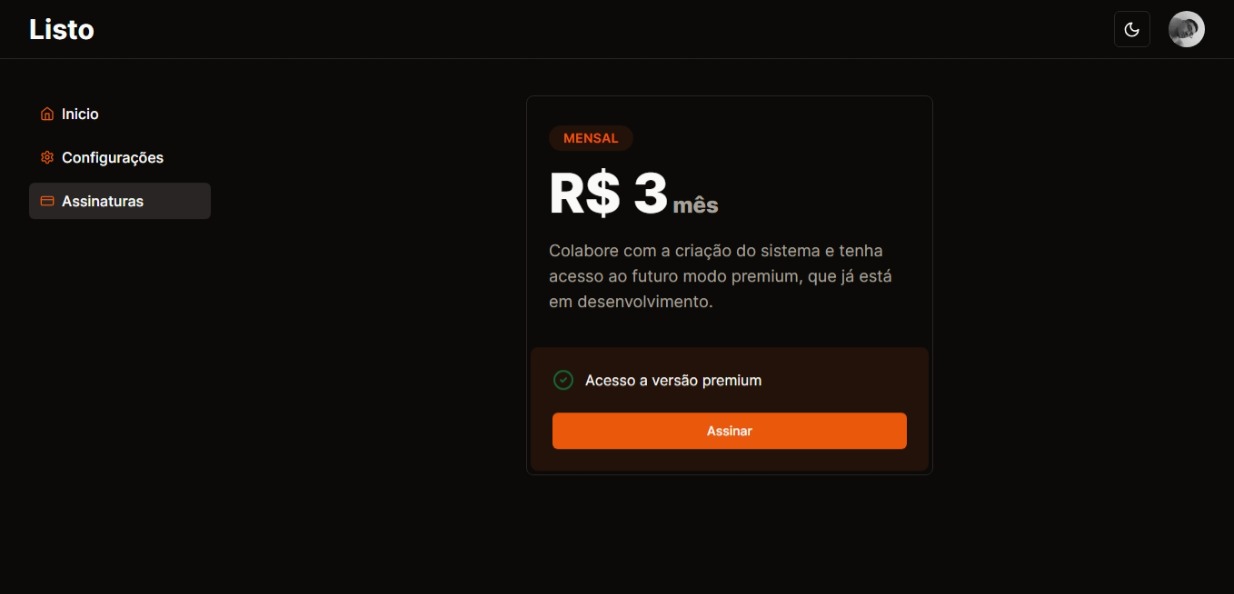 Listo
Inicio
Configurações
Assinaturas
MENSAL
R$ 3 mês
Colabore com a criação do sistema e tenha
acesso ao futuro modo premium, que já está
em desenvolvimento.
Acesso a versão premium
Assinar